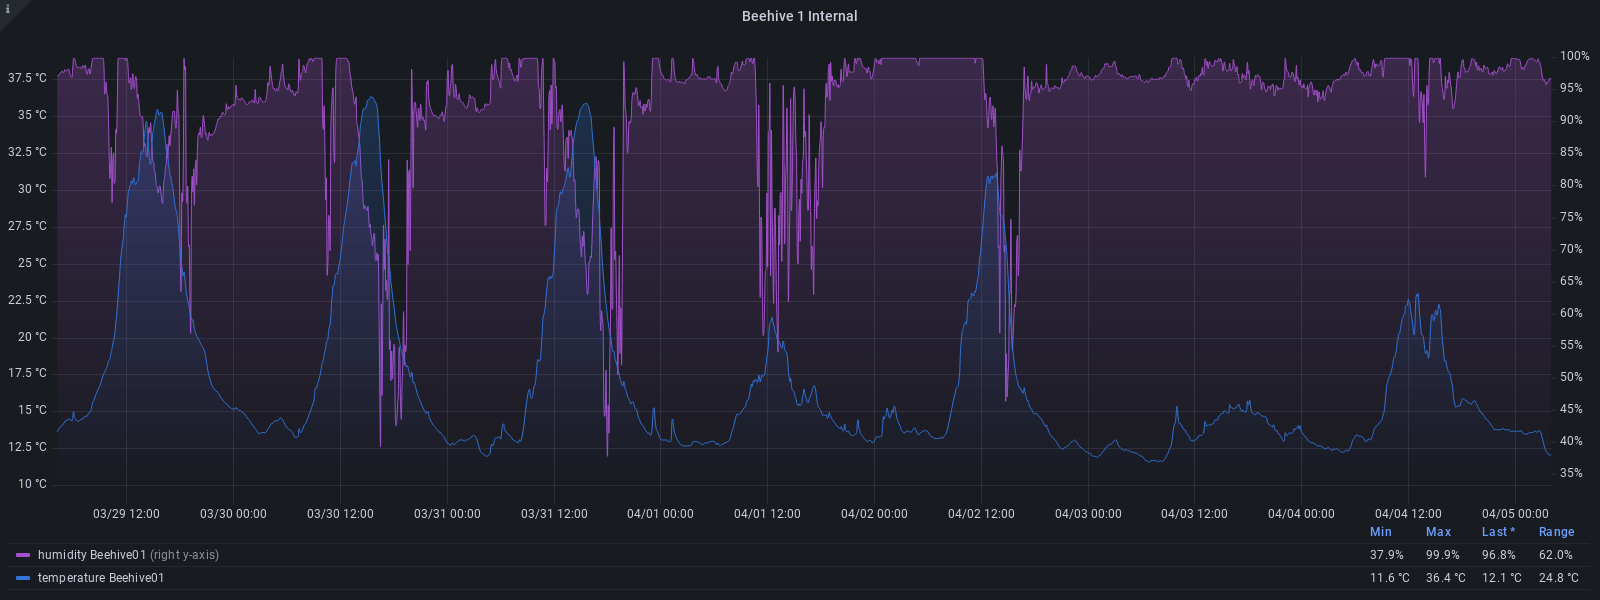 i
Beehive 1 Internal
37.5 °C
35 °C
32.5 °C
30 °C
27.5 °C
25 °C
22.5 °C
20 °C
17.5 °C
15 °C
12.5 °C
10 °C
100%
95%
90%
85%
80%
75%
70%
65%
60%
55%
50%
45%
40%
35%
03/29 12:00 03/30 00:00 03/30 12:00 03/31 00:00 03/31 12:00 04/01 00:00 04/01 12:00 04/02 00:00 04/02 12:00 04/03 00:00 04/03 12:00 04/04 00:00 04/04 12:00 04/05 00:00
Min Max Last * Range
humidity Beehive01 (right y-axis) 37.9% 99.9% 96.8% 62.0%
temperature Beehive01 11.6 °C 36.4 °C 12.1 °C 24.8 °C